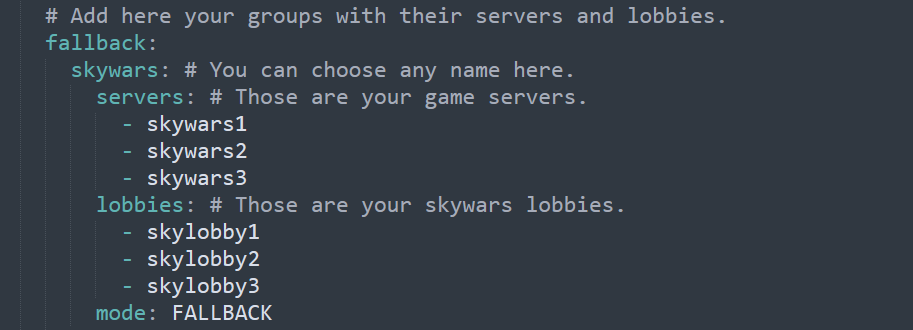 # Add here your groups with their servers and lobbies.
fallback:
skywars: # You can choose any name here.
servers: # Those are your game servers.
- skywars1
- skywars2
- skywars3
lobbies: # Those are your skywars lobbies.
- skylobby1
- skylobby2
- skylobby3
mode: FALLBACK